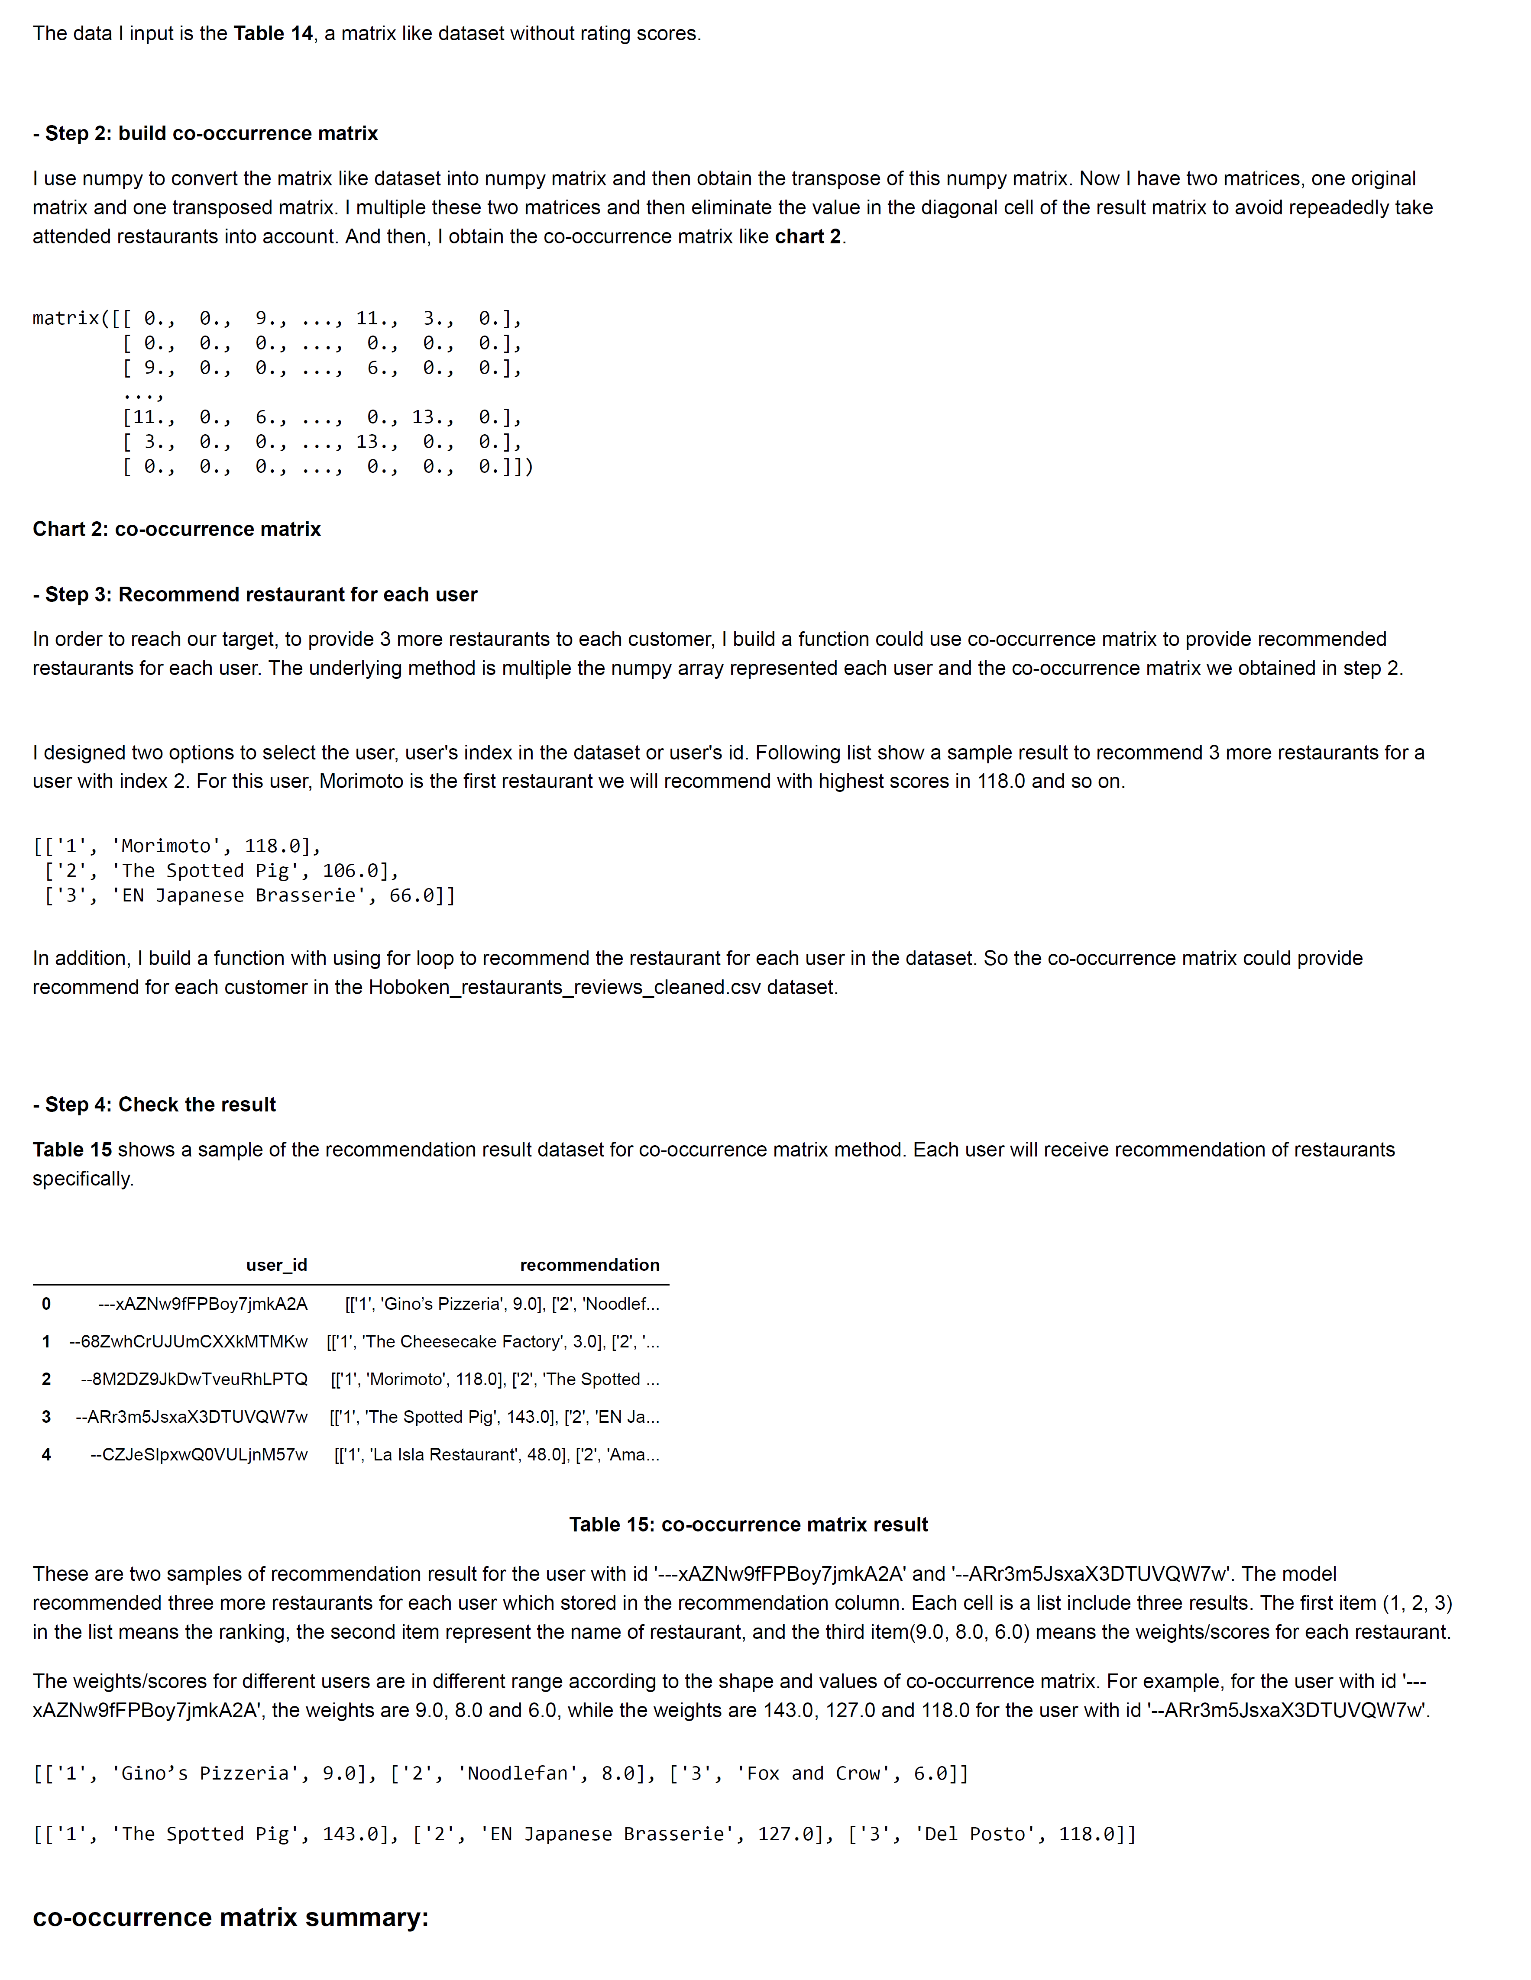 The data I input is the Table 14, a matrix like dataset without rating scores.
- Step 2: build co-occurrence matrix
I use numpy to convert the matrix like dataset into numpy matrix and then obtain the transpose of this numpy matrix. Now I have two matrices, one original
matrix and one transposed matrix. I multiple these two matrices and then eliminate the value in the diagonal cell of the result matrix to avoid repeadedly take
attended restaurants into account. And then, I obtain the co-occurrence matrix like chart 2.
matrix([[ 0., 0., 9., ..., 11., 3., 0.],
[ 0., 0., 0., ..., 0., 0., 0.],
[ 9., 0., 0., ..., 6., 0., 0.],
...,
[11., 0., 6., ..., 0., 13., 0.],
[ 3., 0., 0., ..., 13., 0., 0.],
[ 0., 0., 0., ..., 0., 0., 0.]])
Chart 2: co-occurrence matrix
- Step 3: Recommend restaurant for each user
In order to reach our target, to provide 3 more restaurants to each customer, I build a function could use co-occurrence matrix to provide recommended
restaurants for each user. The underlying method is multiple the numpy array represented each user and the co-occurrence matrix we obtained in step 2.
I designed two options to select the user, user's index in the dataset or user's id. Following list show a sample result to recommend 3 more restaurants for a
user with index 2. For this user, Morimoto is the first restaurant we will recommend with highest scores in 118.0 and so on.
[['1', 'Morimoto', 118.0],
['2', 'The Spotted Pig', 106.0],
['3', 'EN Japanese Brasserie', 66.0]]
In addition, I build a function with using for loop to recommend the restaurant for each user in the dataset. So the co-occurrence matrix could provide
recommend for each customer in the Hoboken_restaurants_reviews_cleaned.csv dataset.
- Step 4: Check the result
Table 15 shows a sample of the recommendation result dataset for co-occurrence matrix method. Each user will receive recommendation of restaurants
specifically.
user_id recommendation
0 ---xAZNw9fFPBoy7jmkA2A [['1', 'Gino’s Pizzeria', 9.0], ['2', 'Noodlef...
1 --68ZwhCrUJUmCXXkMTMKw [['1', 'The Cheesecake Factory', 3.0], ['2', '...
2 --8M2DZ9JkDwTveuRhLPTQ [['1', 'Morimoto', 118.0], ['2', 'The Spotted ...
3 --ARr3m5JsxaX3DTUVQW7w [['1', 'The Spotted Pig', 143.0], ['2', 'EN Ja...
4 --CZJeSIpxwQ0VULjnM57w [['1', 'La Isla Restaurant', 48.0], ['2', 'Ama...
Table 15: co-occurrence matrix result
These are two samples of recommendation result for the user with id '---xAZNw9fFPBoy7jmkA2A' and '--ARr3m5JsxaX3DTUVQW7w'. The model
recommended three more restaurants for each user which stored in the recommendation column. Each cell is a list include three results. The first item (1, 2, 3)
in the list means the ranking, the second item represent the name of restaurant, and the third item(9.0, 8.0, 6.0) means the weights/scores for each restaurant.
The weights/scores for different users are in different range according to the shape and values of co-occurrence matrix. For example, for the user with id '---
xAZNw9fFPBoy7jmkA2A', the weights are 9.0, 8.0 and 6.0, while the weights are 143.0, 127.0 and 118.0 for the user with id '--ARr3m5JsxaX3DTUVQW7w'.
[['1', 'Gino’s Pizzeria', 9.0], ['2', 'Noodlefan', 8.0], ['3', 'Fox and Crow', 6.0]]
[['1', 'The Spotted Pig', 143.0], ['2', 'EN Japanese Brasserie', 127.0], ['3', 'Del Posto', 118.0]]
co-occurrence matrix summary: